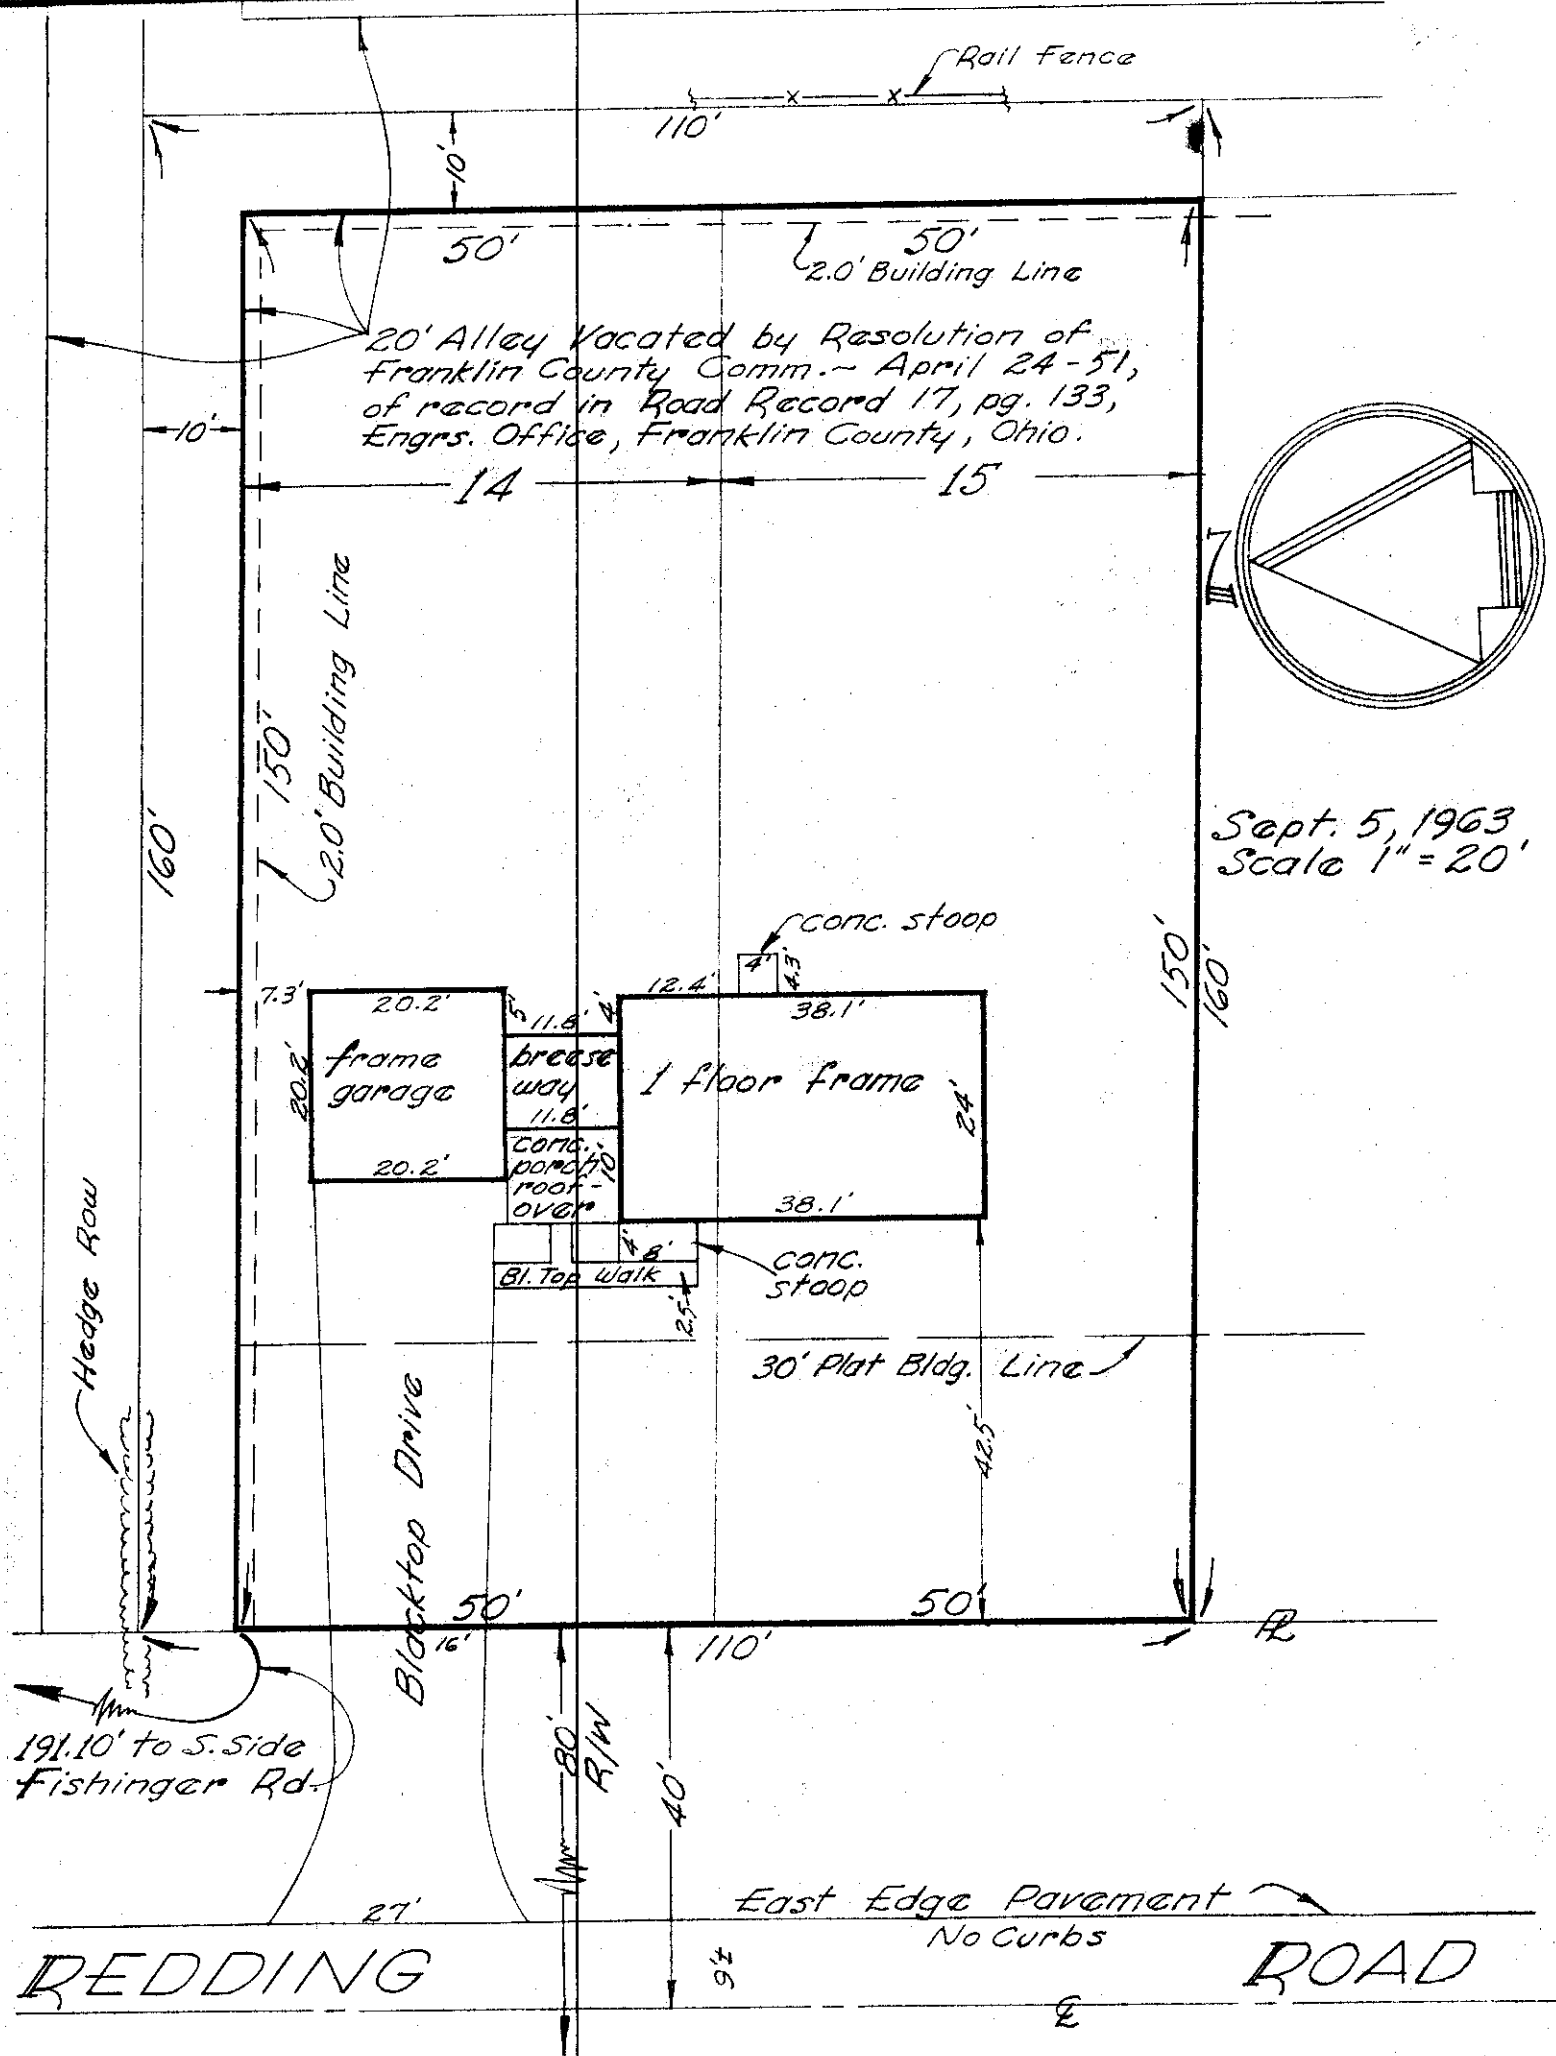 Rail Fence
110'
10'
50'
50'
2.0' Building Line
20' Alley Vacated by Resolution of
Franklin County Comm.~ April 24-51,
of record in Road Record 17, pg. 133,
Engrs. Office, Franklin County, Ohio.
10'
14
15
2.0' Building Line
150'
160'
Sept. 5, 1963
Scale 1" = 20'
conc. stoop
4'
4.3'
12.4'
150'
160'
7.3'
20.2'
5'
11.8'
4'
38.1'
frame
garage
20.2'
breese
way
11.8'
1 floor frame
24'
conc.
porch
roof-
over
10'
20.2'
38.1'
4'
8'
conc.
stoop
Bl. Top Walk
2.5'
Hedge Row
30' Plat Bldg. Line
Blacktop Drive
42.5'
50'
50'
16'
110'
PL
191.10' to S. Side
Fishinger Rd.
80'
R/W
40'
27'
East Edge Pavement
No Curbs
9'±
REDDING ROAD